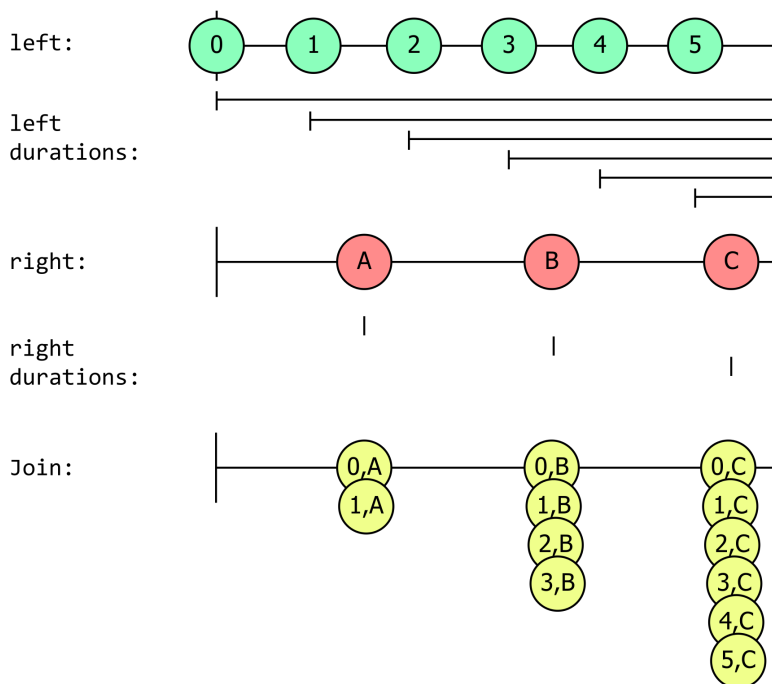 left: 0 1 2 3 4 5
left
durations:
right: A B C
right
durations:
Join: 0,A 0,B 0,C
1,A 1,B 1,C
2,B 2,C
3,B 3,C
4,C
5,C